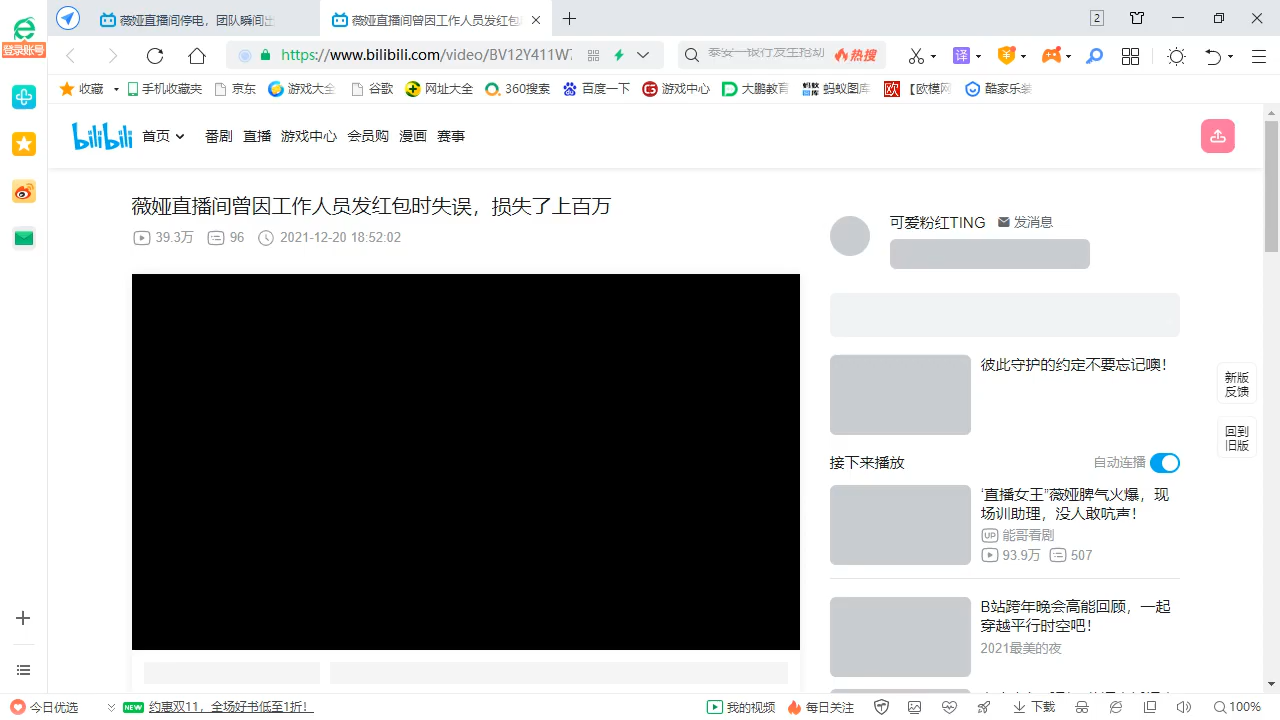 登录账号
薇娅直播间停电，团队瞬间出
薇娅直播间曾因工作人员发红包
2
https://www.bilibili.com/video/BV12Y411W
热搜
译
收藏
手机收藏夹
京东
游戏大全
谷歌
网址大全
360搜索
百度一下
游戏中心
大鹏教育
蚂蚁图库
【欧模网
酷家乐装
bilibili
首页
番剧
直播
游戏中心
会员购
漫画
赛事
薇娅直播间曾因工作人员发红包时失误，损失了上百万
39.3万
96
2021-12-20 18:52:02
可爱粉红TING
发消息
彼此守护的约定不要忘记噢！
接下来播放
自动连播
‘直播女王”薇娅脾气火爆，现
场训助理，没人敢吭声！
UP 能哥看剧
93.9万
507
B站跨年晚会高能回顾，一起
穿越平行时空吧！
2021最美的夜
新版
反馈
回到
旧版
今日优选
NEW
约惠双11，全场好书低至1折！
我的视频
每日关注
下载
100%